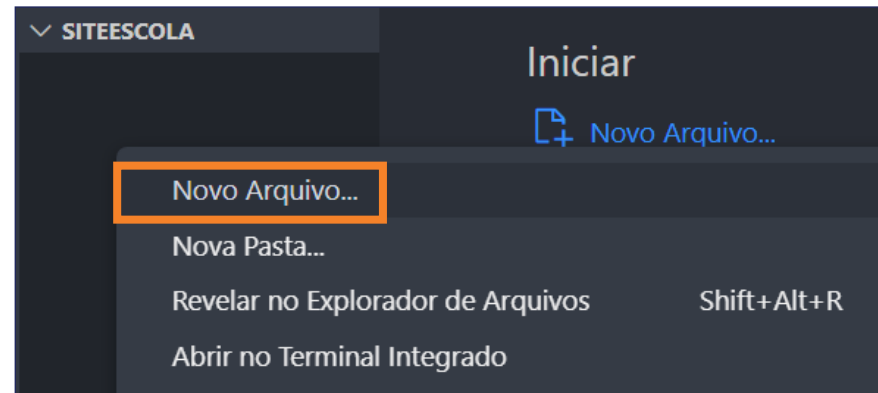 SITEESCOLA
Iniciar
Novo Arquivo...
Novo Arquivo...
Nova Pasta...
Revelar no Explorador de Arquivos Shift+Alt+R
Abrir no Terminal Integrado